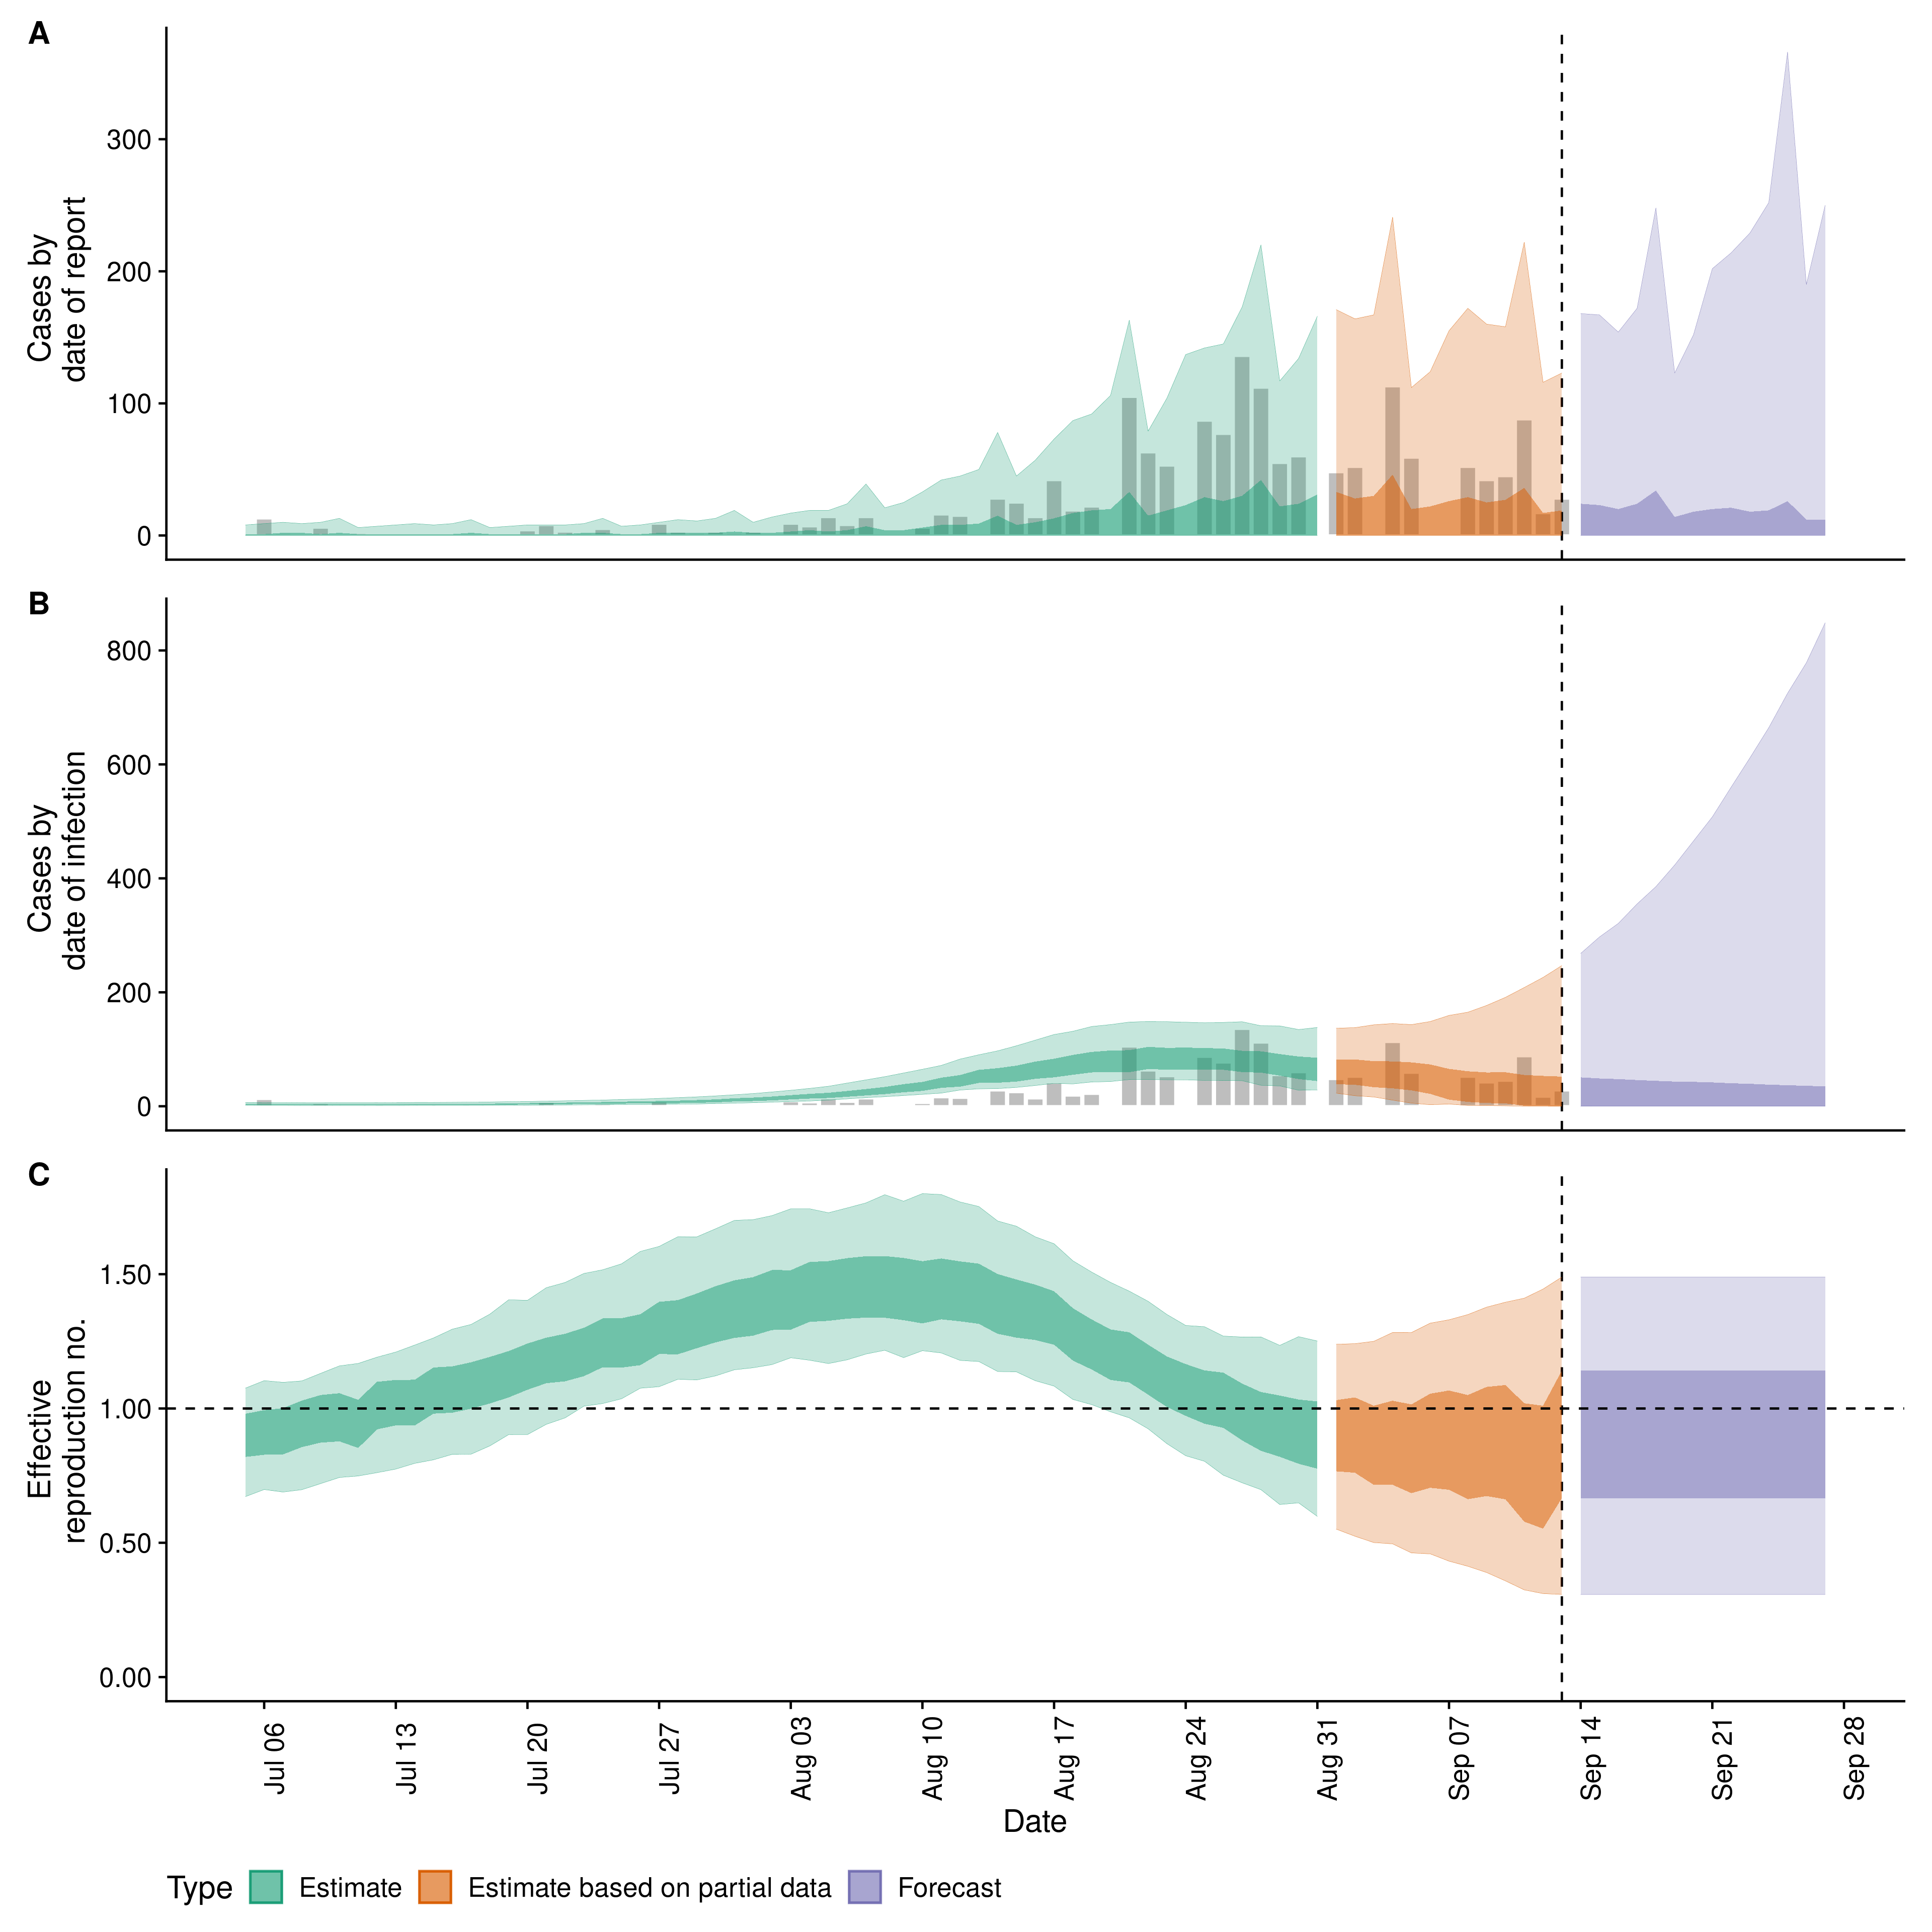 A
Cases by
date of report
300
200
100
0
B
Cases by
date of infection
800
600
400
200
0
C
Effective
reproduction no.
1.50
1.00
0.50
0.00
Jul 06
Jul 13
Jul 20
Jul 27
Aug 03
Aug 10
Aug 17
Aug 24
Aug 31
Sep 07
Sep 14
Sep 21
Sep 28
Date
Type Estimate Estimate based on partial data Forecast